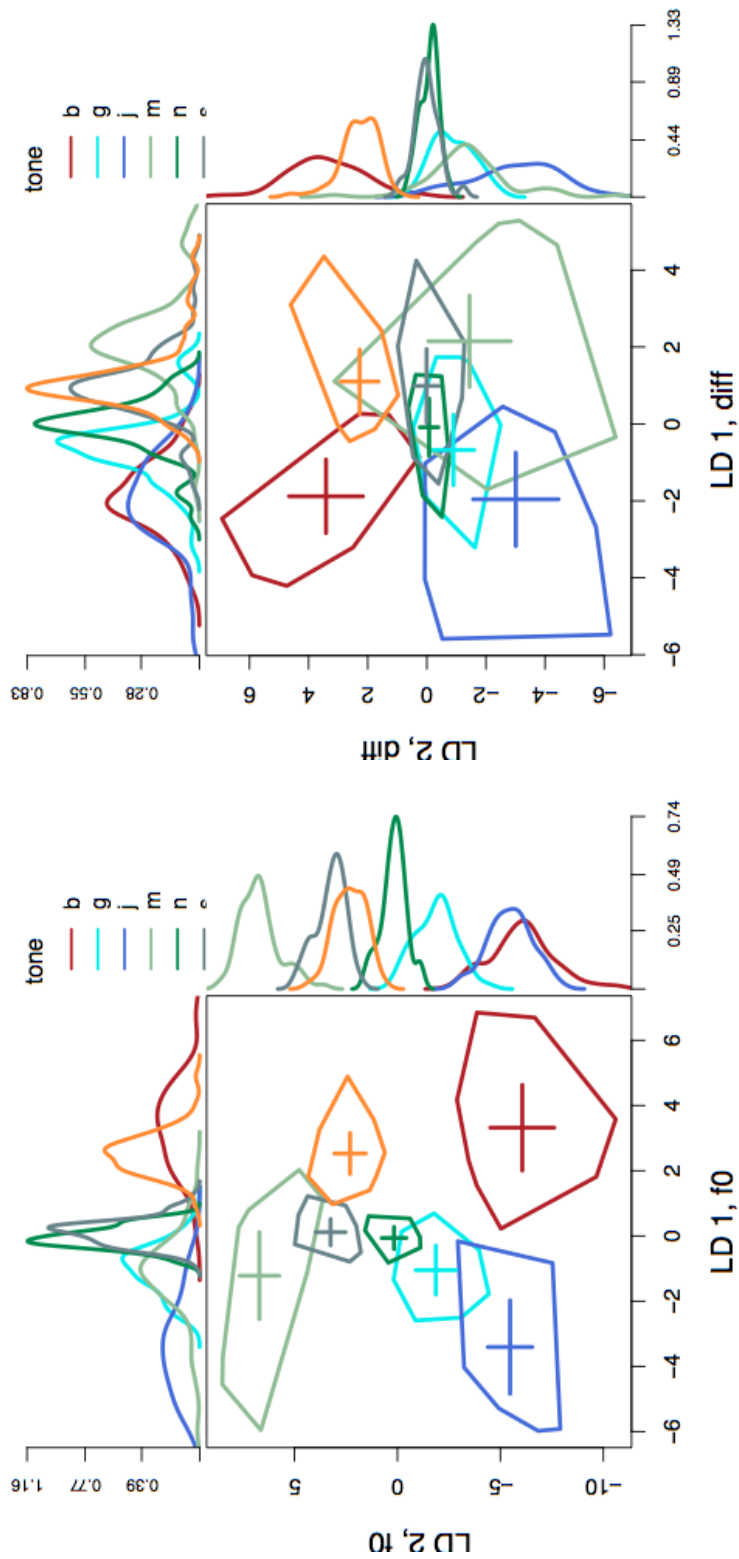 1.33
0.89
0.44
tone
b
g
j
m
n
4
2
0
−2
−4
−6
LD 1, diff
6
4
2
0
−2
−4
−6
LD 2, diff
0.83
0.55
0.28
0.74
0.49
0.25
tone
b
g
j
m
n
6
4
2
0
−2
−4
−6
LD 1, f0
5
0
−5
−10
LD 2, f0
1.16
0.77
0.39